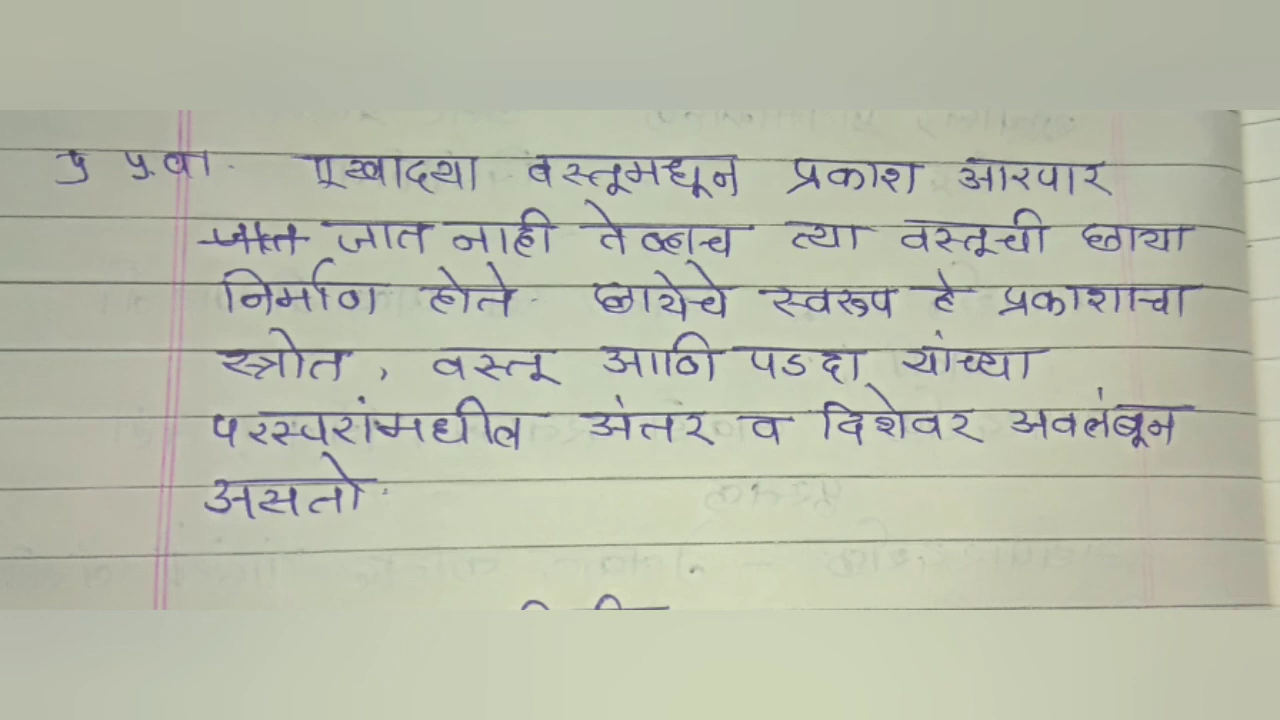 पु पु.वा. एखादया वस्तूमधून प्रकाश आरपार
जात नाही तेव्हाच त्या वस्तूची छाया
निर्माण होते. छायेचे स्वरूप हे प्रकाशाचा
स्त्रोत, वस्तू आणि पडदा यांच्या
परस्परांमधील अंतर व दिशेवर अवलंबून
असतो.